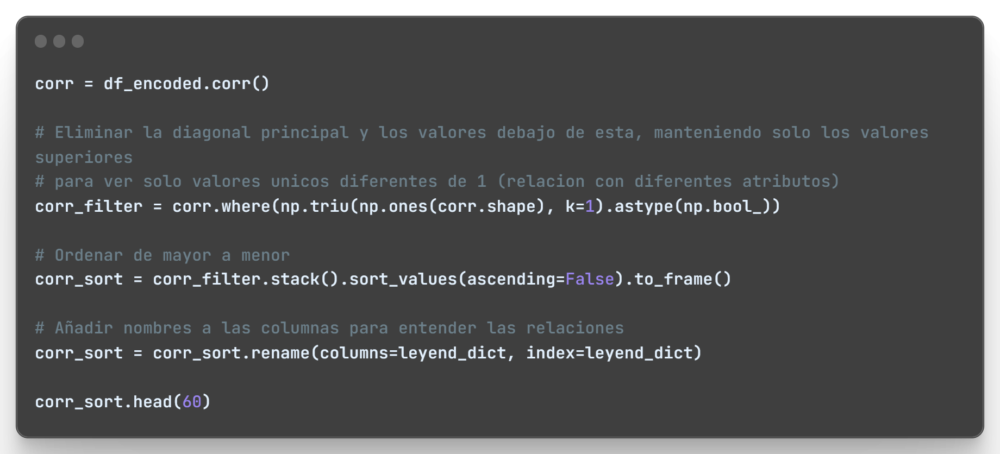 corr = df_encoded.corr()
# Eliminar la diagonal principal y los valores debajo de esta, manteniendo solo los valores
superiores
# para ver solo valores unicos diferentes de 1 (relacion con diferentes atributos)
corr_filter = corr.where(np.triu(np.ones(corr.shape), k=1).astype(np.bool_))
# Ordenar de mayor a menor
corr_sort = corr_filter.stack().sort_values(ascending=False).to_frame()
# Añadir nombres a las columnas para entender las relaciones
corr_sort = corr_sort.rename(columns=leyend_dict, index=leyend_dict)
corr_sort.head(60)